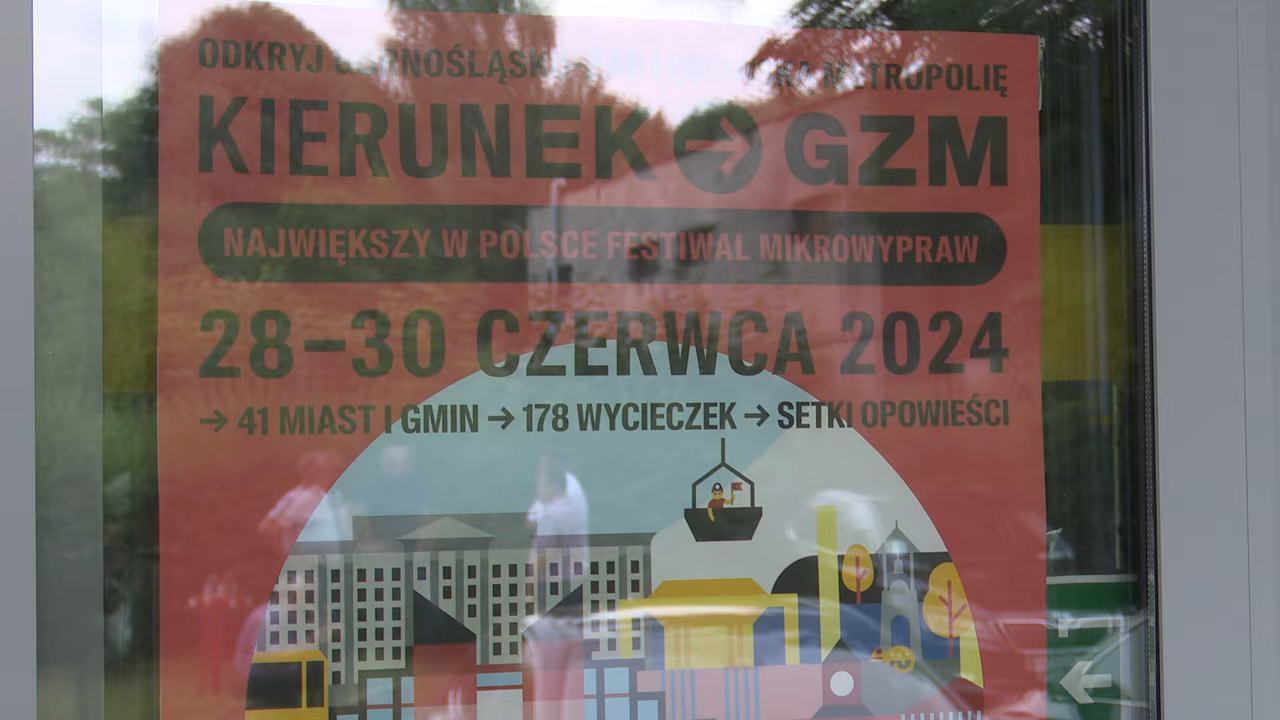 ODKRYJ METROPOLIĘ
KIERUNEK → GZM
NAJWIĘKSZY W POLSCE FESTIWAL MIKROWYPRAW
28–30 CZERWCA 2024
→ 41 MIAST I GMIN → 178 WYCIECZEK → SETKI OPOWIEŚCI